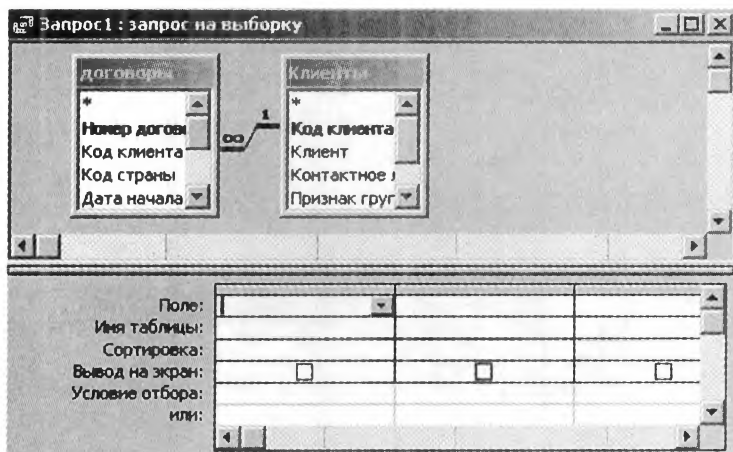 Запрос1 : запрос на выборку
договоры
*
Номер догов
Код клиента
Код страны
Дата начала
∞ 1
Клиенты
*
Код клиента
Клиент
Контактное л
Признак груг
Поле:
Имя таблицы:
Сортировка:
Вывод на экран:
Условие отбора:
или: